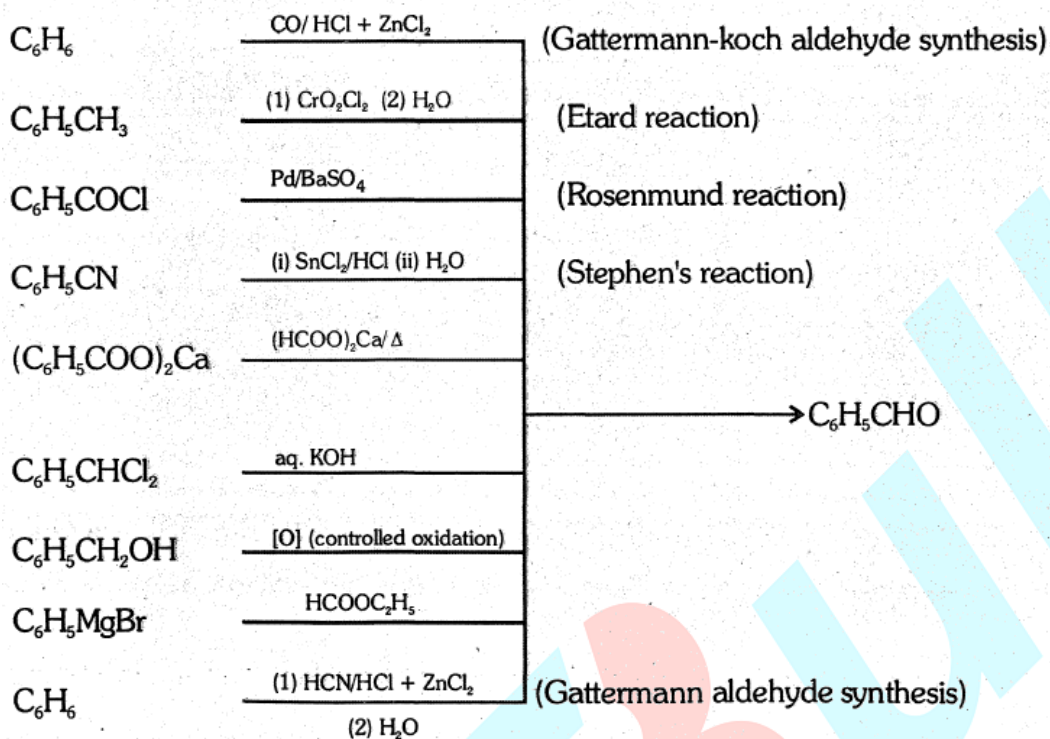 C₆H₆ CO/ HCl + ZnCl₂ (Gattermann-koch aldehyde synthesis)
C₆H₅CH₃ (1) CrO₂Cl₂ (2) H₂O (Etard reaction)
C₆H₅COCl Pd/BaSO₄ (Rosenmund reaction)
C₆H₅CN (i) SnCl₂/HCl (ii) H₂O (Stephen's reaction)
(C₆H₅COO)₂Ca (HCOO)₂Ca/Δ
C₆H₅CHO
C₆H₅CHCl₂ aq. KOH
C₆H₅CH₂OH [O] (controlled oxidation)
C₆H₅MgBr HCOOC₂H₅
C₆H₆ (1) HCN/HCl + ZnCl₂ (Gattermann aldehyde synthesis)
(2) H₂O